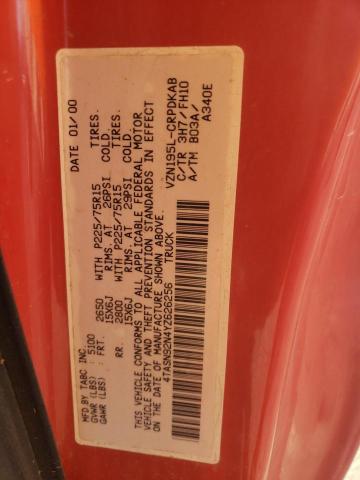 MFD BY TABC INC. DATE 01/00
GVWR (LBS) : 5100
GAWR (LBS) : FRT. 2650 WITH P225/75R15 TIRES.
15X6J RIMS. AT 26PSI COLD.
RR. 2800 WITH P225/75R15 TIRES.
15X6J RIMS. AT 29PSI COLD.
THIS VEHICLE CONFORMS TO ALL APPLICABLE FEDERAL MOTOR
VEHICLE SAFETY AND THEFT PREVENTION STANDARDS IN EFFECT
ON THE DATE OF MANUFACTURE SHOWN ABOVE.
4TASN92N4YZ626256 TRUCK
VZN195L-CRPDKAB
C/TR 3H7/FH10
A/TM B03A/
A340E